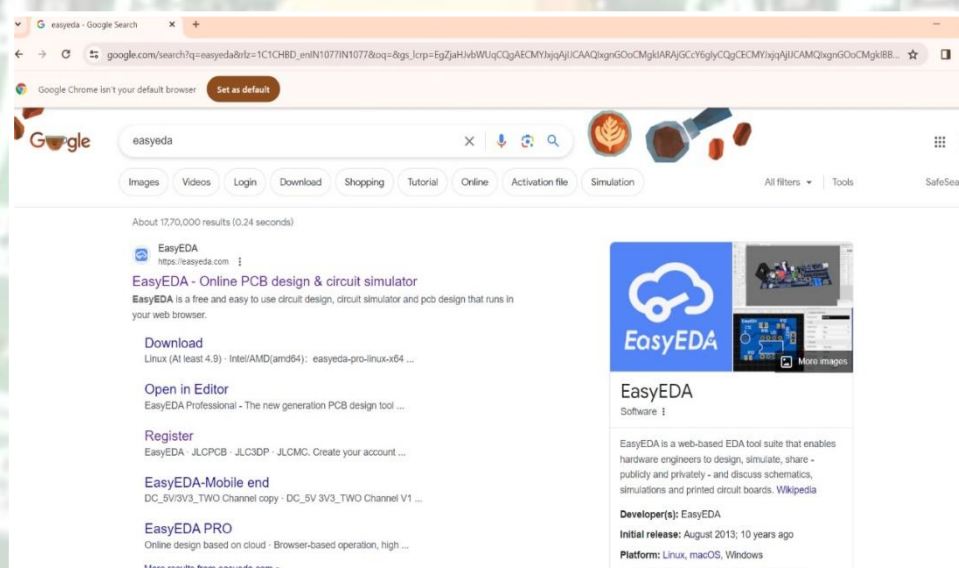 easyeda - Google Search
google.com/search?q=easyeda&rlz=1C1CHBD_enIN1077IN1077&oq=
Google Chrome isn't your default browser
Set as default
Google
easyeda
Images Videos Login Download Shopping Tutorial Online Activation file Simulation All filters Tools SafeSea
About 17,70,000 results (0.24 seconds)
EasyEDA
https://easyeda.com
EasyEDA - Online PCB design & circuit simulator
EasyEDA is a free and easy to use circuit design, circuit simulator and pcb design that runs in
your web browser.
Download
Linux (At least 4.9) · Intel/AMD(amd64): easyeda-pro-linux-x64 ...
Open in Editor
EasyEDA Professional - The new generation PCB design tool ...
Register
EasyEDA · JLCPCB · JLC3DP · JLCMC. Create your account ...
EasyEDA-Mobile end
DC_5V/3V3_TWO Channel copy · DC_5V 3V3_TWO Channel V1 ...
EasyEDA PRO
Online design based on cloud · Browser-based operation, high ...
More results from easyeda.com »
EasyEDA
More images
EasyEDA
Software
EasyEDA is a web-based EDA tool suite that enables
hardware engineers to design, simulate, share -
publicly and privately - and discuss schematics,
simulations and printed circuit boards. Wikipedia
Developer(s): EasyEDA
Initial release: August 2013; 10 years ago
Platform: Linux, macOS, Windows